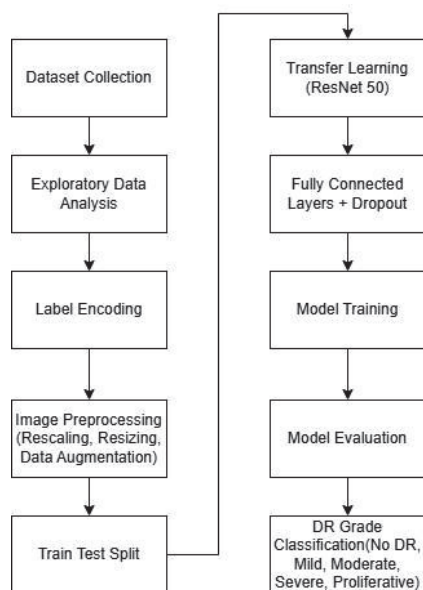 Dataset Collection
Exploratory Data
Analysis
Label Encoding
Image Preprocessing
(Rescaling, Resizing,
Data Augmentation)
Train Test Split
Transfer Learning
(ResNet 50)
Fully Connected
Layers + Dropout
Model Training
Model Evaluation
DR Grade
Classification(No DR,
Mild, Moderate,
Severe, Proliferative)